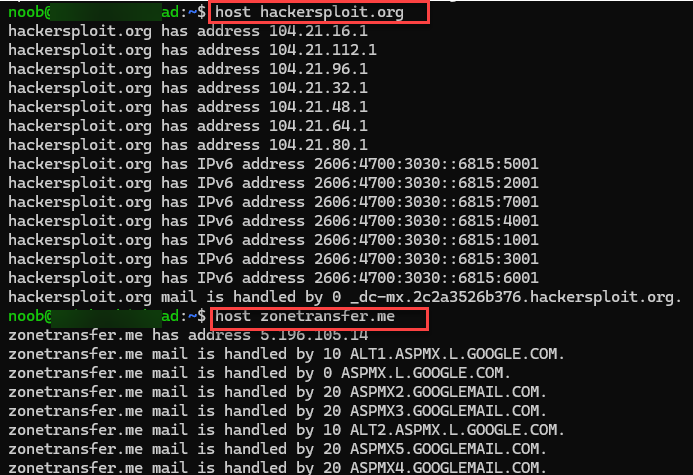 noob@ ad:~$ host hackersploit.org
hackersploit.org has address 104.21.16.1
hackersploit.org has address 104.21.112.1
hackersploit.org has address 104.21.96.1
hackersploit.org has address 104.21.32.1
hackersploit.org has address 104.21.48.1
hackersploit.org has address 104.21.64.1
hackersploit.org has address 104.21.80.1
hackersploit.org has IPv6 address 2606:4700:3030::6815:5001
hackersploit.org has IPv6 address 2606:4700:3030::6815:2001
hackersploit.org has IPv6 address 2606:4700:3030::6815:7001
hackersploit.org has IPv6 address 2606:4700:3030::6815:4001
hackersploit.org has IPv6 address 2606:4700:3030::6815:1001
hackersploit.org has IPv6 address 2606:4700:3030::6815:3001
hackersploit.org has IPv6 address 2606:4700:3030::6815:6001
hackersploit.org mail is handled by 0 _dc-mx.2c2a3526b376.hackersploit.org.
noob@ ad:~$ host zonetransfer.me
zonetransfer.me has address 5.196.105.14
zonetransfer.me mail is handled by 10 ALT1.ASPMX.L.GOOGLE.COM.
zonetransfer.me mail is handled by 0 ASPMX.L.GOOGLE.COM.
zonetransfer.me mail is handled by 20 ASPMX2.GOOGLEMAIL.COM.
zonetransfer.me mail is handled by 20 ASPMX3.GOOGLEMAIL.COM.
zonetransfer.me mail is handled by 10 ALT2.ASPMX.L.GOOGLE.COM.
zonetransfer.me mail is handled by 20 ASPMX5.GOOGLEMAIL.COM.
zonetransfer.me mail is handled by 20 ASPMX4.GOOGLEMAIL.COM.